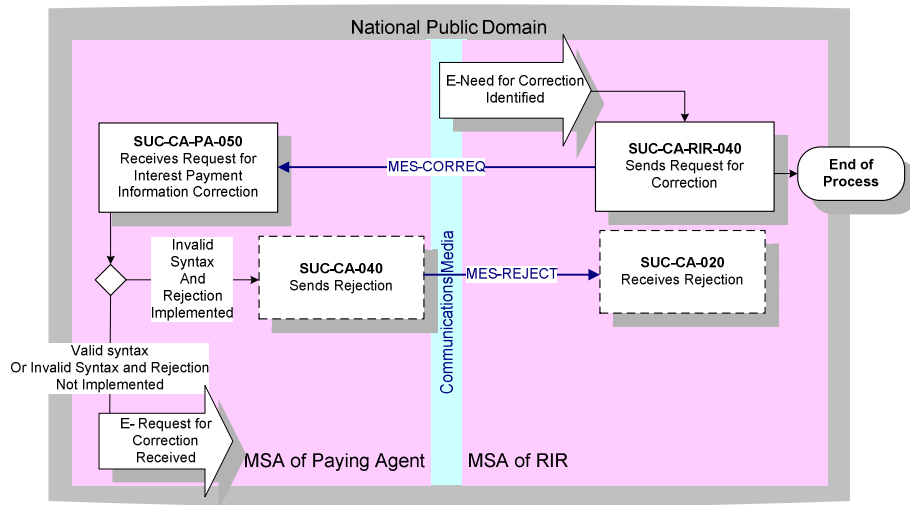 National Public Domain
E-Need for Correction
Identified
SUC-CA-PA-050
Receives Request for
Interest Payment
Information Correction
MES-CORREQ
SUC-CA-RIR-040
Sends Request for
Correction
End of
Process
Invalid
Syntax
And
Rejection
Implemented
SUC-CA-040
Sends Rejection
MES-REJECT
SUC-CA-020
Receives Rejection
Communications Media
Valid syntax
Or Invalid Syntax and Rejection
Not Implemented
E- Request for
Correction
Received
MSA of Paying Agent
MSA of RIR